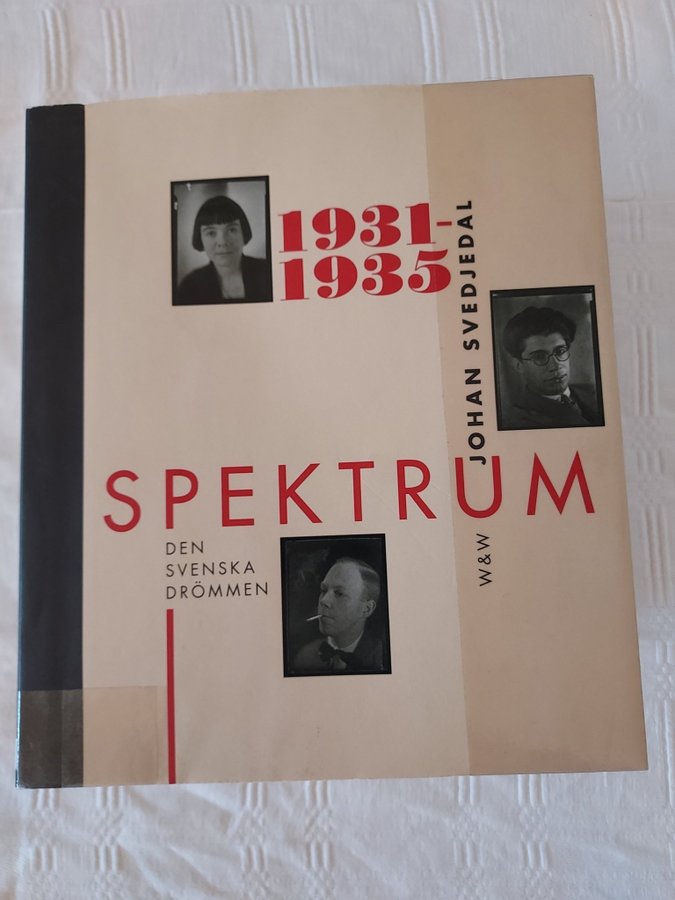 1931-
1935
JOHAN SVEDJEDAL
SPEKTRUM
DEN
SVENSKA
DRÖMMEN
W&W